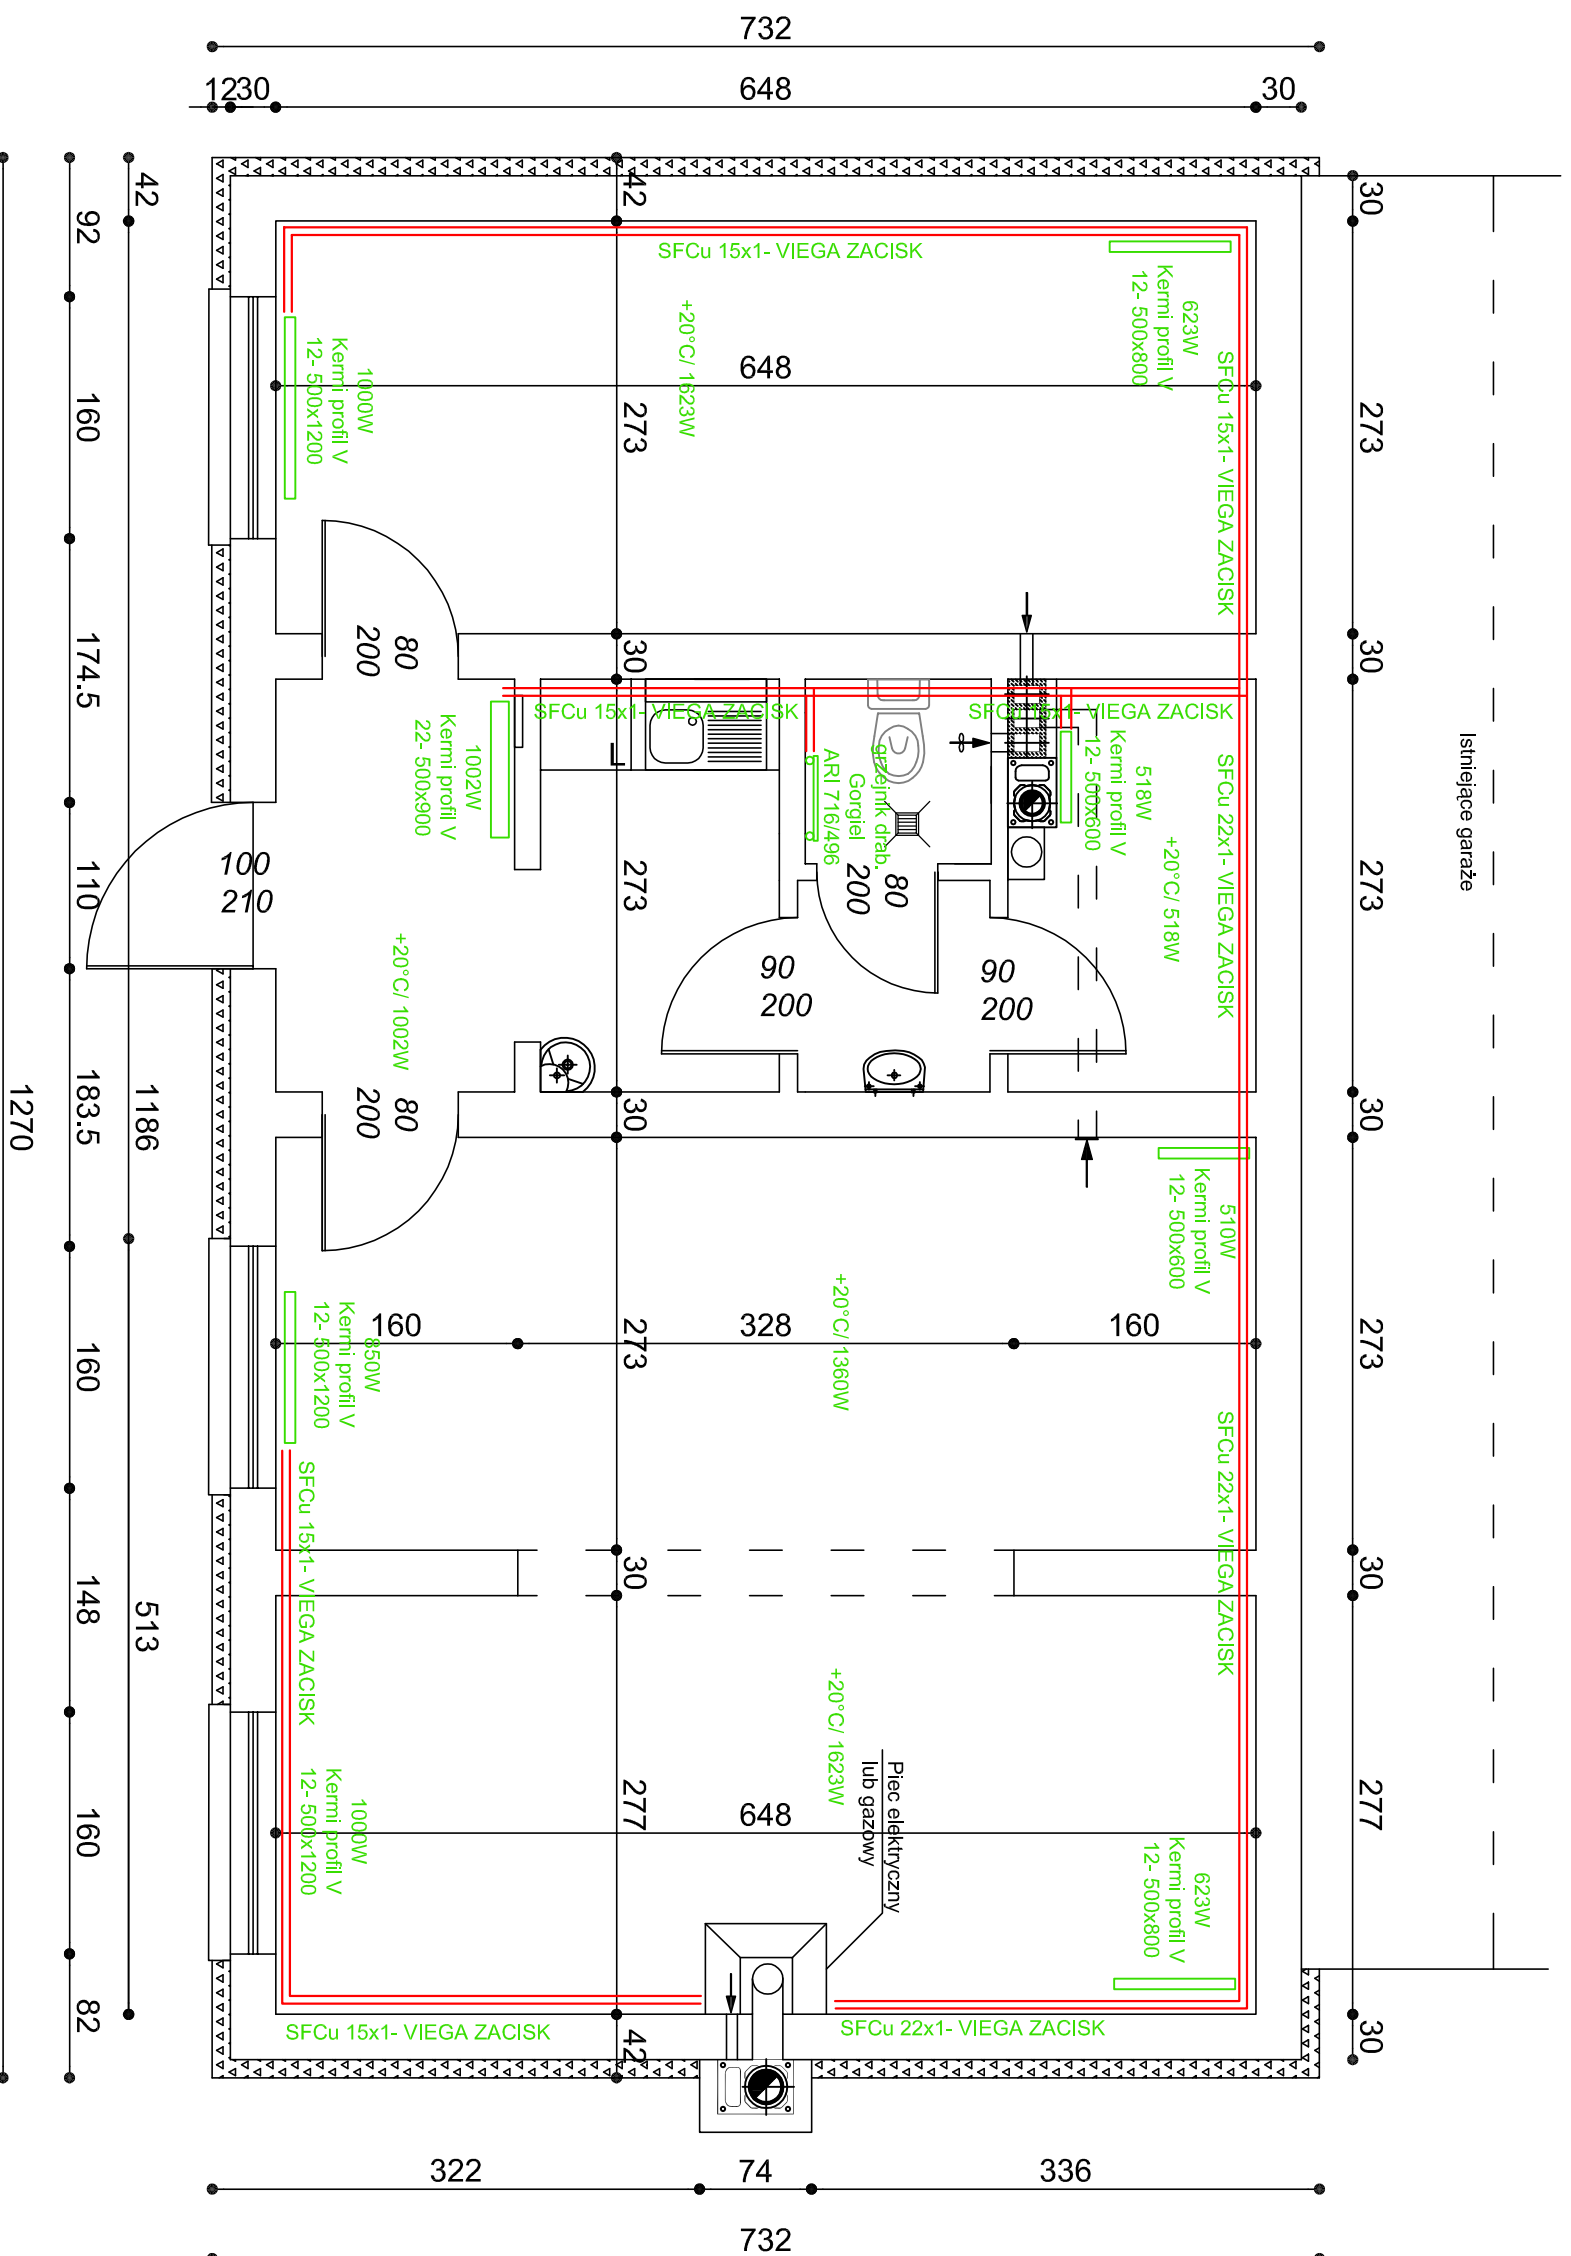 732
12
30
648
30
42
42
30
92
SFCu 15x1- VIEGA ZACISK
623W
Kermi profil V
12- 500x800
+20°C/ 1623W
1000W
Kermi profil V
12- 500x1200
648
SFCu 15x1- VIEGA ZACISK
160
273
273
80
200
174.5
30
30
SFCu 15x1- VIEGA ZACISK
SFCu 15x1- VIEGA ZACISK
1002W
Kermi profil V
22- 500x900
L
grzejnik drab.
Gorgiel
ARI 716/496
518W
Kermi profil V
12- 500x600
SFCu 22x1- VIEGA ZACISK
Istniejące garaże
100
210
110
273
80
200
+20°C/ 518W
273
90
200
90
200
+20°C/ 1002W
80
200
1270
183.5
1186
30
30
510W
Kermi profil V
12- 500x600
850W
Kermi profil V
12- 500x1200
160
328
160
+20°C/ 1360W
160
273
273
SFCu 15x1- VIEGA ZACISK
SFCu 22x1- VIEGA ZACISK
148
513
30
30
+20°C/ 1623W
Piec elektryczny
lub gazowy
1000W
Kermi profil V
12- 500x1200
160
277
648
277
623W
Kermi profil V
12- 500x800
82
SFCu 15x1- VIEGA ZACISK
42
SFCu 22x1- VIEGA ZACISK
30
322
74
336
732